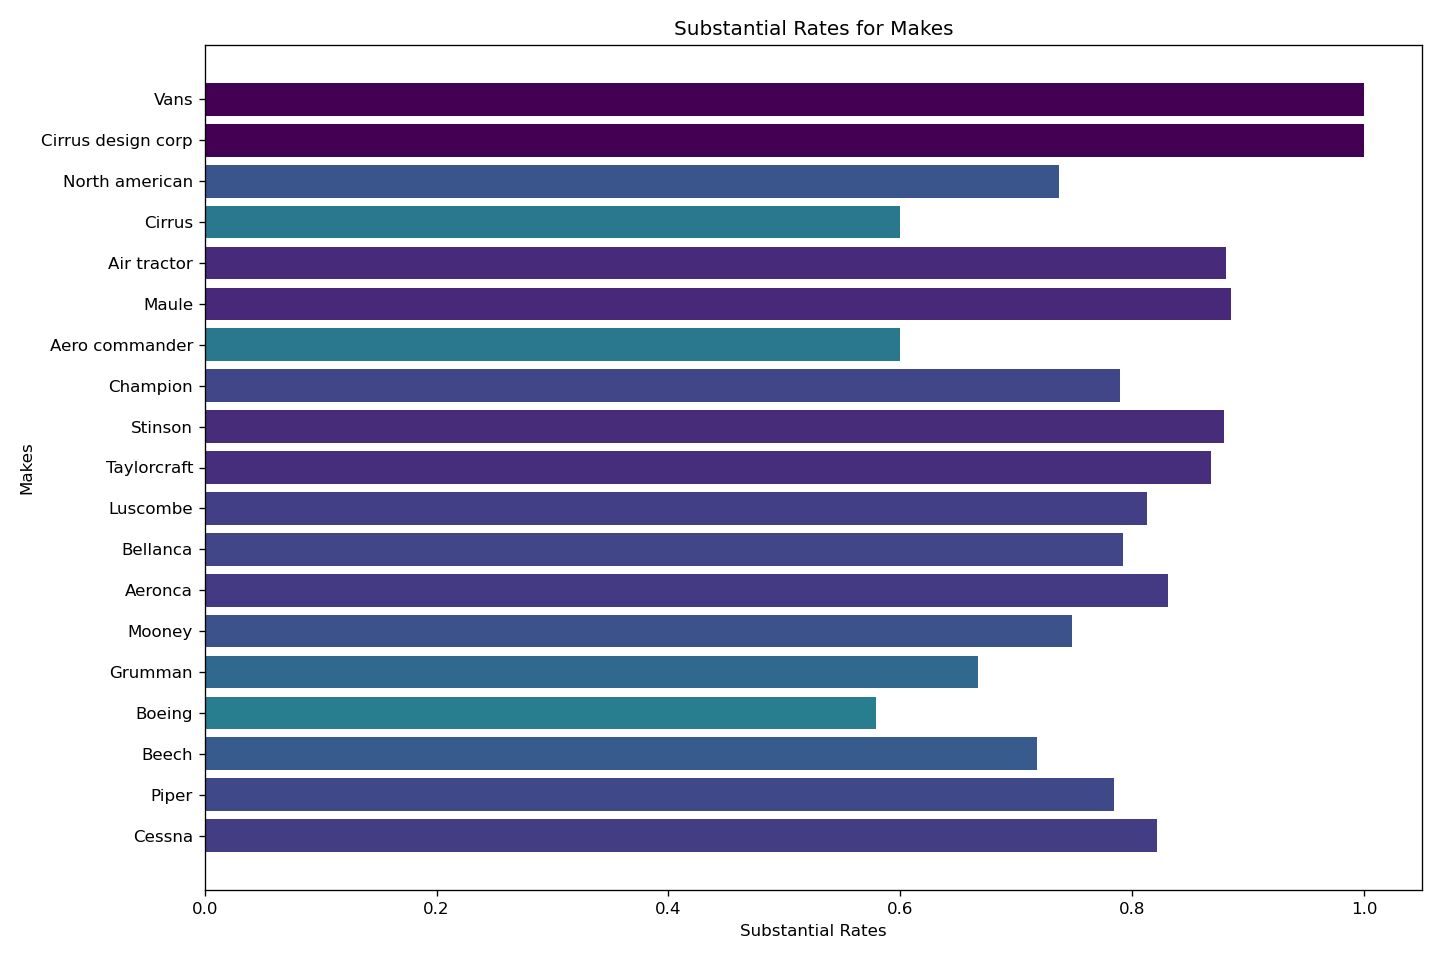 Substantial Rates for Makes
Vans
Cirrus design corp
North american
Cirrus
Air tractor
Maule
Aero commander
Champion
Stinson
Taylorcraft
Luscombe
Bellanca
Aeronca
Mooney
Grumman
Boeing
Beech
Piper
Cessna
Makes
0.0 0.2 0.4 0.6 0.8 1.0
Substantial Rates